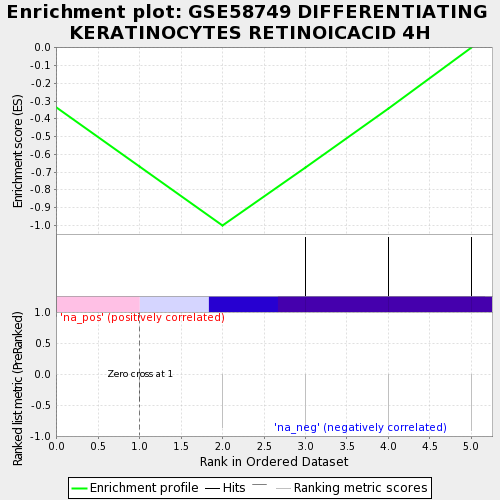 Enrichment plot: GSE58749 DIFFERENTIATING
KERATINOCYTES RETINOICACID 4H
Enrichment score (ES)
0.0
-0.1
-0.2
-0.3
-0.4
-0.5
-0.6
-0.7
-0.8
-0.9
-1.0
Ranked list metric (PreRanked)
1.0
0.5
0.0
-0.5
-1.0
'na_pos' (positively correlated)
Zero cross at 1
'na_neg' (negatively correlated)
0.0 0.5 1.0 1.5 2.0 2.5 3.0 3.5 4.0 4.5 5.0
Rank in Ordered Dataset
Enrichment profile Hits Ranking metric scores